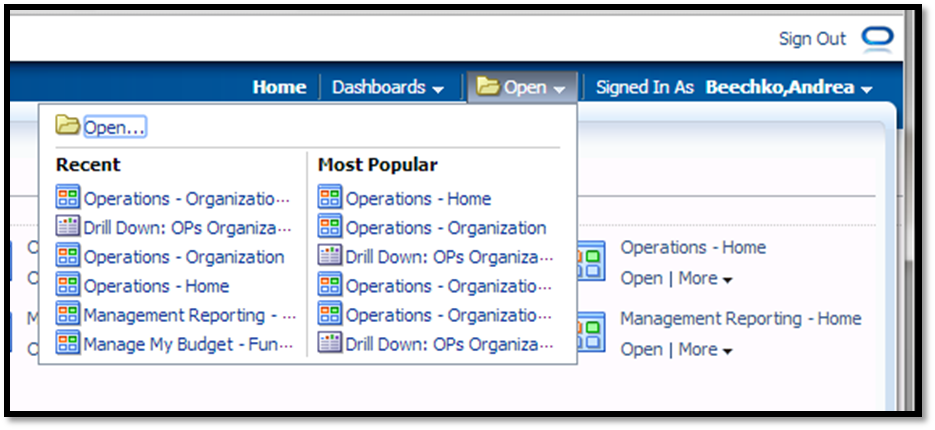 Sign Out
Home Dashboards Open Signed In As Beechko,Andrea
Open...
Recent
Operations - Organizatio...
Drill Down: OPs Organiza...
Operations - Organization
Operations - Home
Management Reporting - ...
Manage My Budget - Fun...
Most Popular
Operations - Home
Operations - Organization
Drill Down: OPs Organiza...
Operations - Organizatio...
Operations - Organizatio...
Drill Down: OPs Organiza...
Operations - Home
Open | More
Management Reporting - Home
Open | More